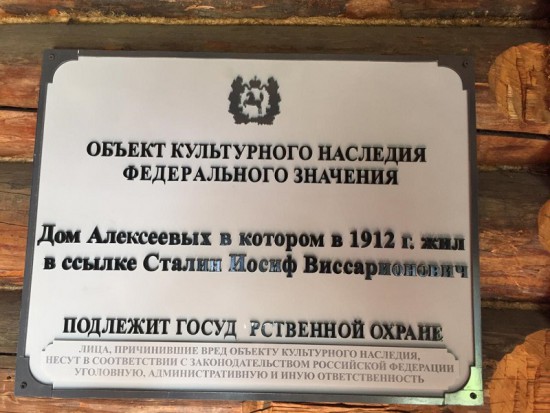 ОБЪЕКТ КУЛЬТУРНОГО НАСЛЕДИЯ
ФЕДЕРАЛЬНОГО ЗНАЧЕНИЯ
Дом Алексеевых в котором в 1912 г. жил
в ссылке Сталин Иосиф Виссарионович
ПОДЛЕЖИТ ГОСУД РСТВЕННОЙ ОХРАНЕ
ЛИЦА, ПРИЧИНИВШИЕ ВРЕД ОБЪЕКТУ КУЛЬТУРНОГО НАСЛЕДИЯ,
НЕСУТ В СООТВЕТСТВИИ С ЗАКОНОДАТЕЛЬСТВОМ РОССИЙСКОЙ ФЕДЕРАЦИИ
УГОЛОВНУЮ, АДМИНИСТРАТИВНУЮ И ИНУЮ ОТВЕТСТВЕННОСТЬ